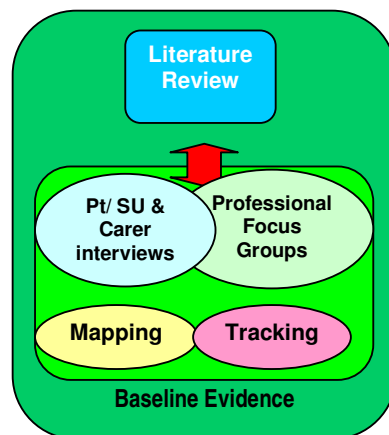 Literature
Review
Pt/ SU &
Carer
interviews
Professional
Focus
Groups
Mapping
Tracking
Baseline Evidence